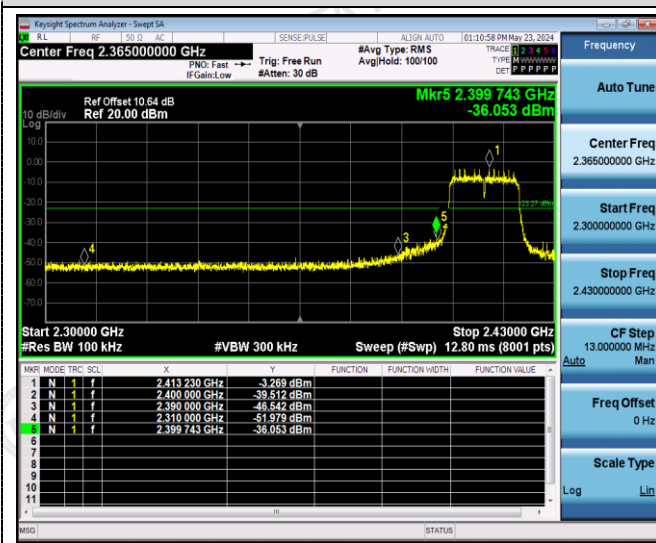 Keysight Spectrum Analyzer - Swept SA
RL RF 50 Ω AC SENSE:PULSE ALIGN AUTO 01:10:58 PM May 23, 2024
Center Freq 2.365000000 GHz #Avg Type: RMS TRACE 1 2 3 4 5 6
PNO: Fast Trig: Free Run Avg|Hold: 100/100 TYPE M W W W W W
IFGain:Low #Atten: 30 dB DET P P P P P P
Frequency
Auto Tune
Center Freq
2.365000000 GHz
Start Freq
2.300000000 GHz
Stop Freq
2.430000000 GHz
CF Step
13.000000 MHz
Auto Man
Freq Offset
0 Hz
Scale Type
Log Lin
Mkr5 2.399 743 GHz
-36.053 dBm
Ref Offset 10.64 dB
10 dB/div Ref 20.00 dBm
Log
10.0
0.00
-10.0
-20.0
-30.0
-40.0
-50.0
-60.0
-70.0
1
-23.27 dBm
5
3
4
Start 2.30000 GHz Stop 2.43000 GHz
#Res BW 100 kHz #VBW 300 kHz Sweep (#Swp) 12.80 ms (8001 pts)
MKR MODE TRC SCL X Y FUNCTION FUNCTION WIDTH FUNCTION VALUE
1 N 1 f 2.413 230 GHz -3.269 dBm
2 N 1 f 2.400 000 GHz -39.512 dBm
3 N 1 f 2.390 000 GHz -46.542 dBm
4 N 1 f 2.310 000 GHz -51.979 dBm
5 N 1 f 2.399 743 GHz -36.053 dBm
6
7
8
9
10
11
MSG STATUS